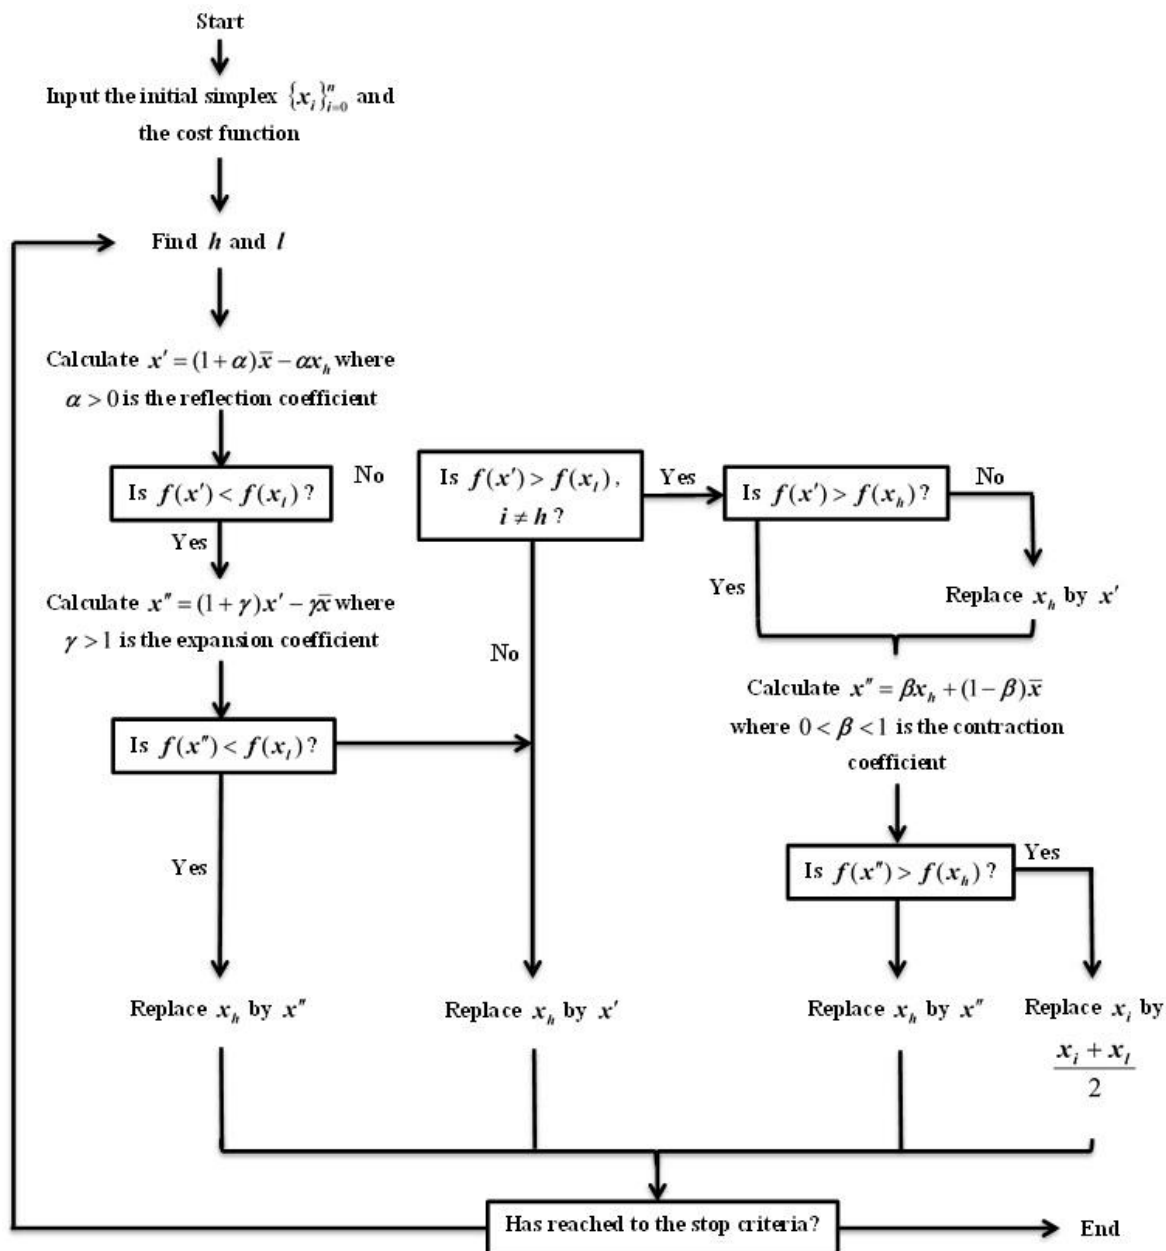 Start
Input the initial simplex {x_i}_{i=0}^n and
the cost function
Find h and l
Calculate x′ = (1+α)x̄ − αx_h where
α > 0 is the reflection coefficient
Is f(x′) < f(x_l) ?
No
Is f(x′) > f(x_l) ,
i ≠ h ?
Yes
Is f(x′) > f(x_h) ?
No
Yes
Calculate x″ = (1+γ)x′ − γx̄ where
γ > 1 is the expansion coefficient
No
Yes
Replace x_h by x′
Is f(x″) < f(x_l) ?
Calculate x″ = βx_h + (1−β)x̄
where 0 < β < 1 is the contraction
coefficient
Yes
Is f(x″) > f(x_h) ?
Yes
Replace x_h by x″
Replace x_h by x′
Replace x_h by x″
Replace x_i by
x_i + x_l
2
Has reached to the stop criteria?
End